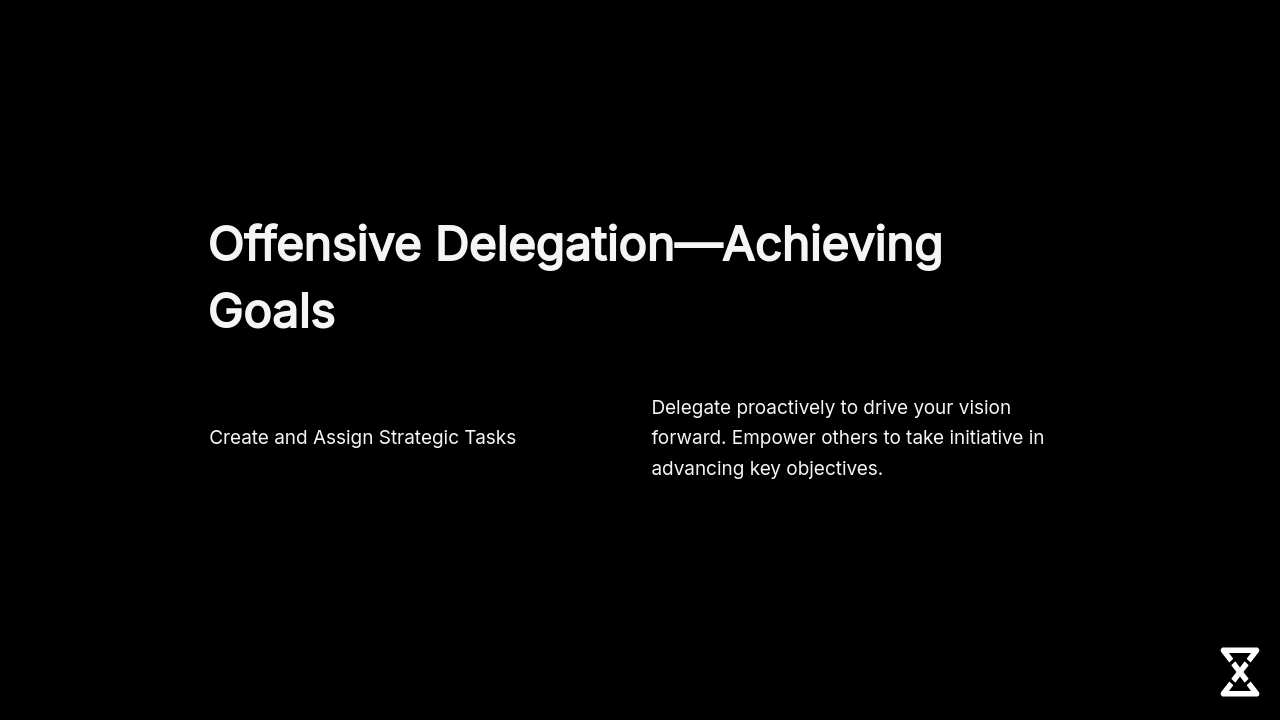 Offensive Delegation—Achieving
Goals
Create and Assign Strategic Tasks
Delegate proactively to drive your vision
forward. Empower others to take initiative in
advancing key objectives.